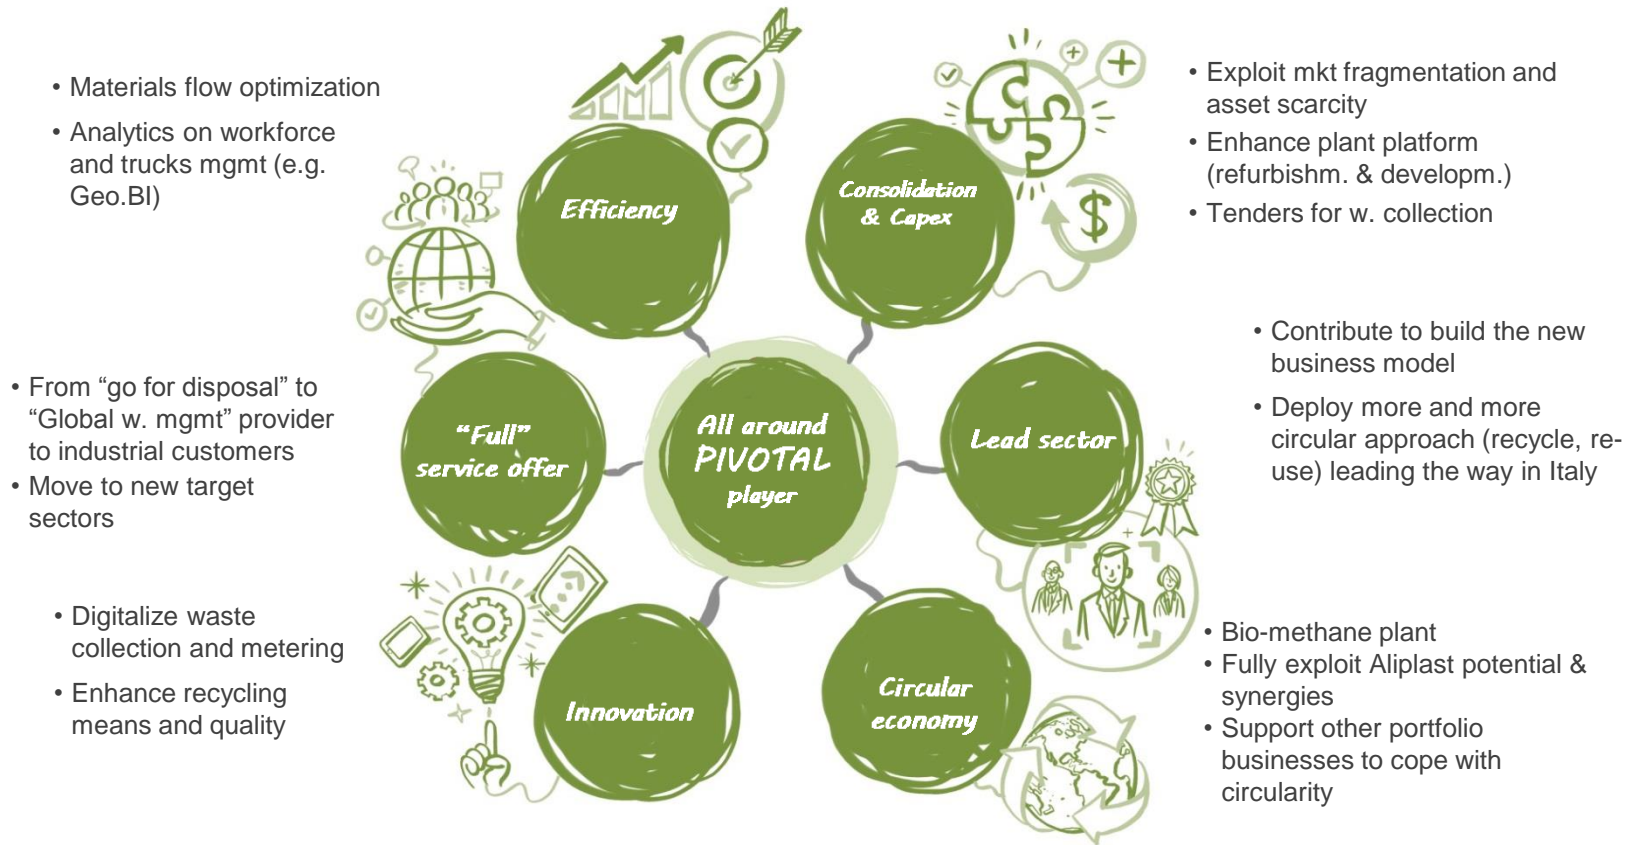 • Materials flow optimization
• Analytics on workforce
and trucks mgmt (e.g.
Geo.BI)
Efficiency
Consolidation
& Capex
• Exploit mkt fragmentation and
asset scarcity
• Enhance plant platform
(refurbishm. & developm.)
• Tenders for w. collection
• From “go for disposal” to
“Global w. mgmt” provider
to industrial customers
• Move to new target
sectors
“Full”
service offer
All around
PIVOTAL
player
Lead sector
• Contribute to build the new
business model
• Deploy more and more
circular approach (recycle, re-
use) leading the way in Italy
• Digitalize waste
collection and metering
• Enhance recycling
means and quality
Innovation
Circular
economy
• Bio-methane plant
• Fully exploit Aliplast potential &
synergies
• Support other portfolio
businesses to cope with
circularity